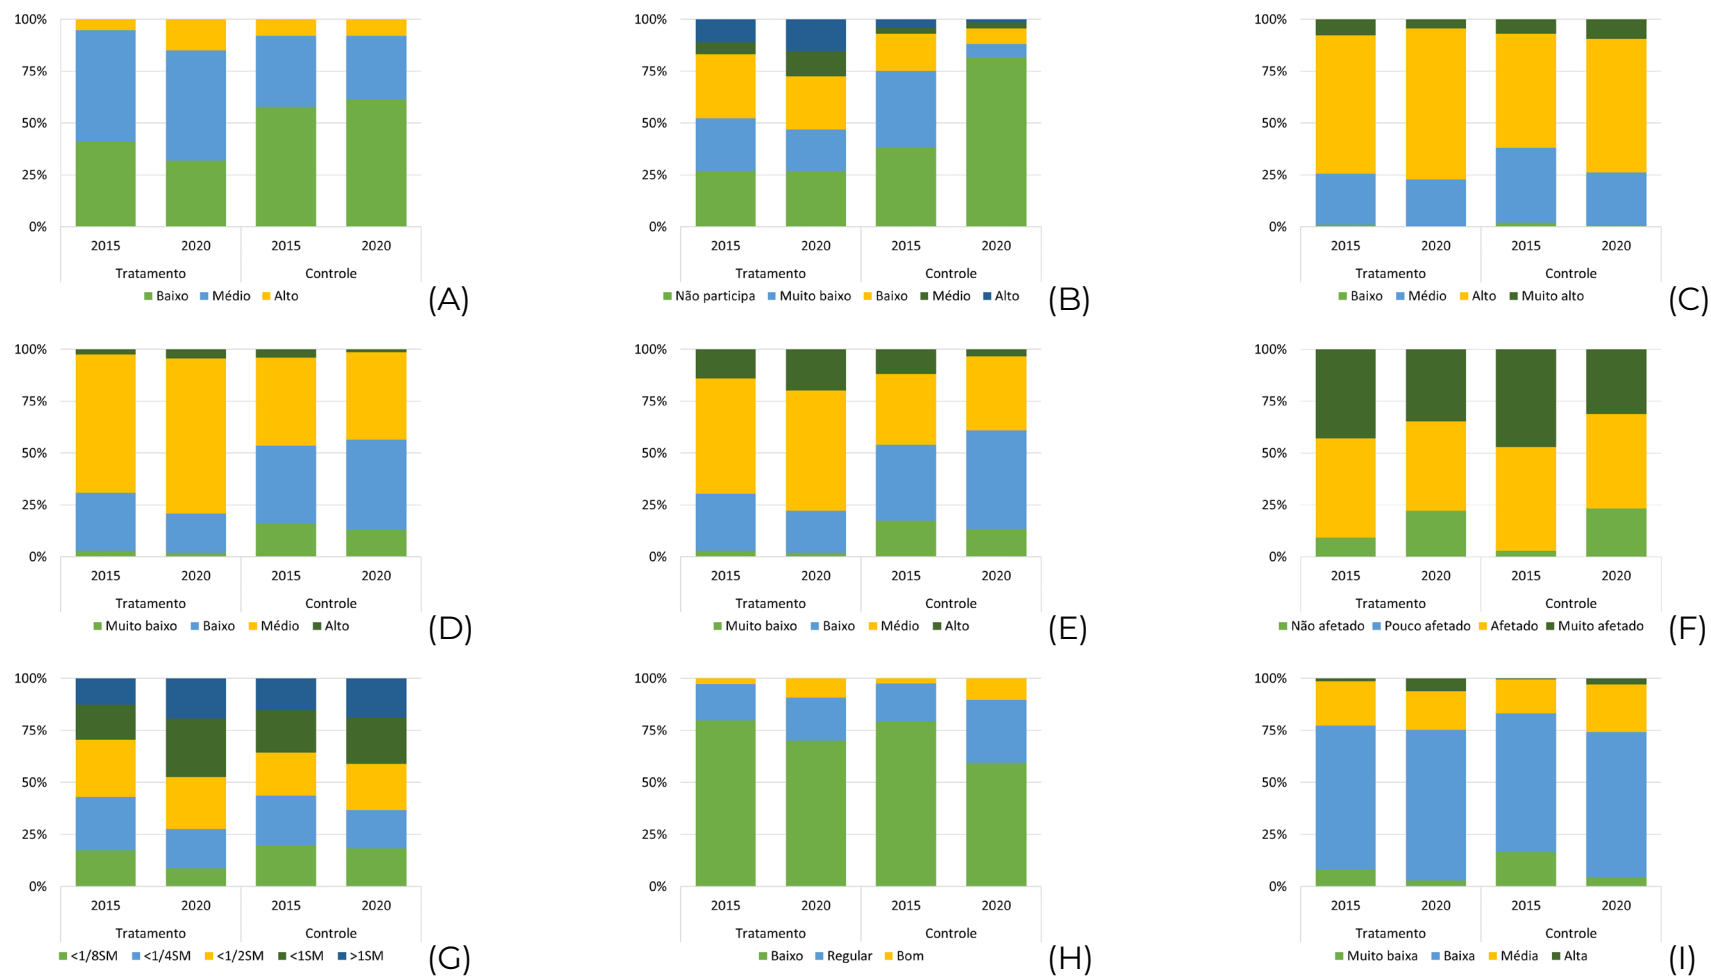 100%
75%
50%
25%
0%
2015 2020 2015 2020
Tratamento Controle
Baixo Médio Alto
(A)
100%
75%
50%
25%
0%
2015 2020 2015 2020
Tratamento Controle
Não participa Muito baixo Baixo Médio Alto
(B)
100%
75%
50%
25%
0%
2015 2020 2015 2020
Tratamento Controle
Baixo Médio Alto Muito alto
(C)
100%
75%
50%
25%
0%
2015 2020 2015 2020
Tratamento Controle
Muito baixo Baixo Médio Alto
(D)
100%
75%
50%
25%
0%
2015 2020 2015 2020
Tratamento Controle
Muito baixo Baixo Médio Alto
(E)
100%
75%
50%
25%
0%
2015 2020 2015 2020
Tratamento Controle
Não afetado Pouco afetado Afetado Muito afetado
(F)
100%
75%
50%
25%
0%
2015 2020 2015 2020
Tratamento Controle
<1/8SM <1/4SM <1/2SM <1SM >1SM
(G)
100%
75%
50%
25%
0%
2015 2020 2015 2020
Tratamento Controle
Baixo Regular Bom
(H)
100%
75%
50%
25%
0%
2015 2020 2015 2020
Tratamento Controle
Muito baixa Baixa Média Alta
(I)